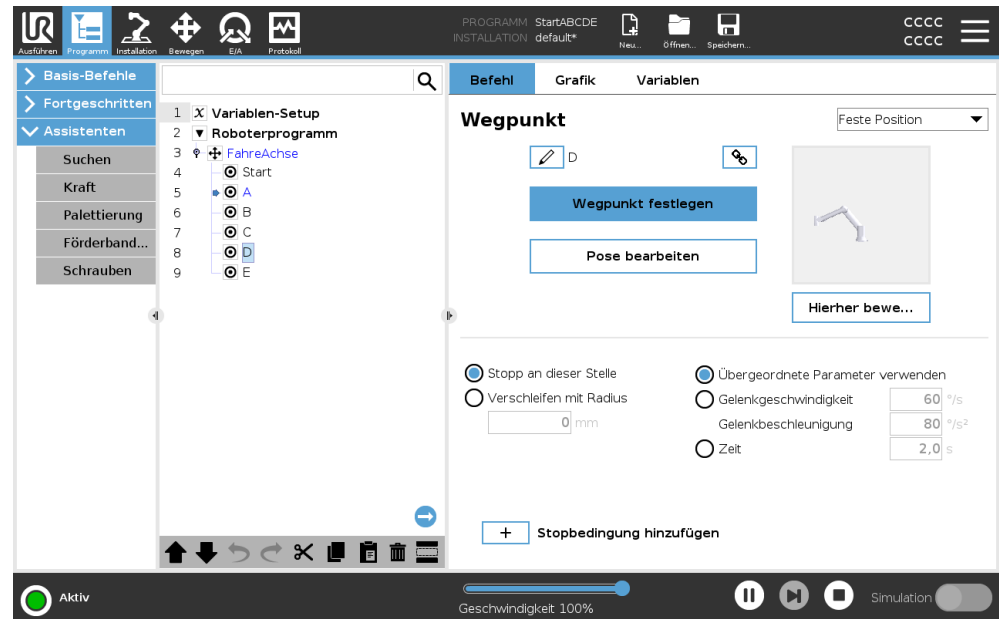 UR
PROGRAMM StartABCDE
INSTALLATION default*
CCCC
CCCC
Ausführen Programm Installation Bewegen E/A Protokoll
Neu... Öffnen... Speichern...
Basis-Befehle
Fortgeschritten
Assistenten
Suchen
Kraft
Palettierung
Förderband...
Schrauben
1 X Variablen-Setup
2 Roboterprogramm
3 FahreAchse
4 Start
5 A
6 B
7 C
8 D
9 E
Befehl Grafik Variablen
Wegpunkt
Feste Position
D
Wegpunkt festlegen
Pose bearbeiten
Hierher bewe...
Stopp an dieser Stelle
Verschleifen mit Radius
0 mm
Übergeordnete Parameter verwenden
Gelenkgeschwindigkeit 60 °/s
Gelenkbeschleunigung 80 °/s²
Zeit 2,0 s
+ Stopbedingung hinzufügen
Aktiv
Geschwindigkeit 100%
Simulation